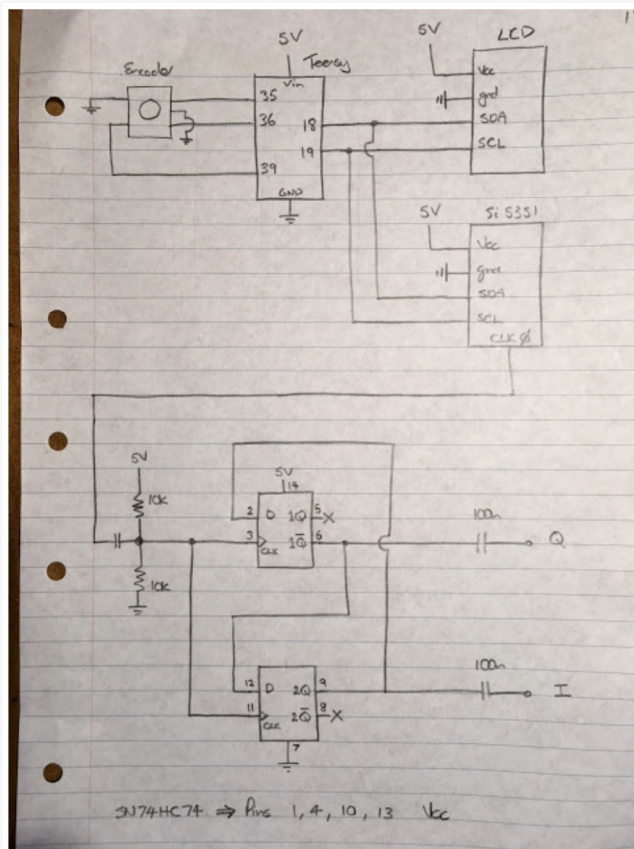 5V
5V
LCD
Encoder
Teensy
Vin
Vcc
35
gnd
36
18
SDA
19
SCL
39
GND
5V
Si 5351
Vcc
gnd
SDA
SCL
CLK Ø
5V
5V
14
10k
2 D 1Q 5 X
100n
3 CLK 1Q̅ 6
Q
10k
100n
12 D 2Q 9
I
11 CLK 2Q̅ 8 X
7
SN74HC74 ⇒ Pins 1, 4, 10, 13 Vcc